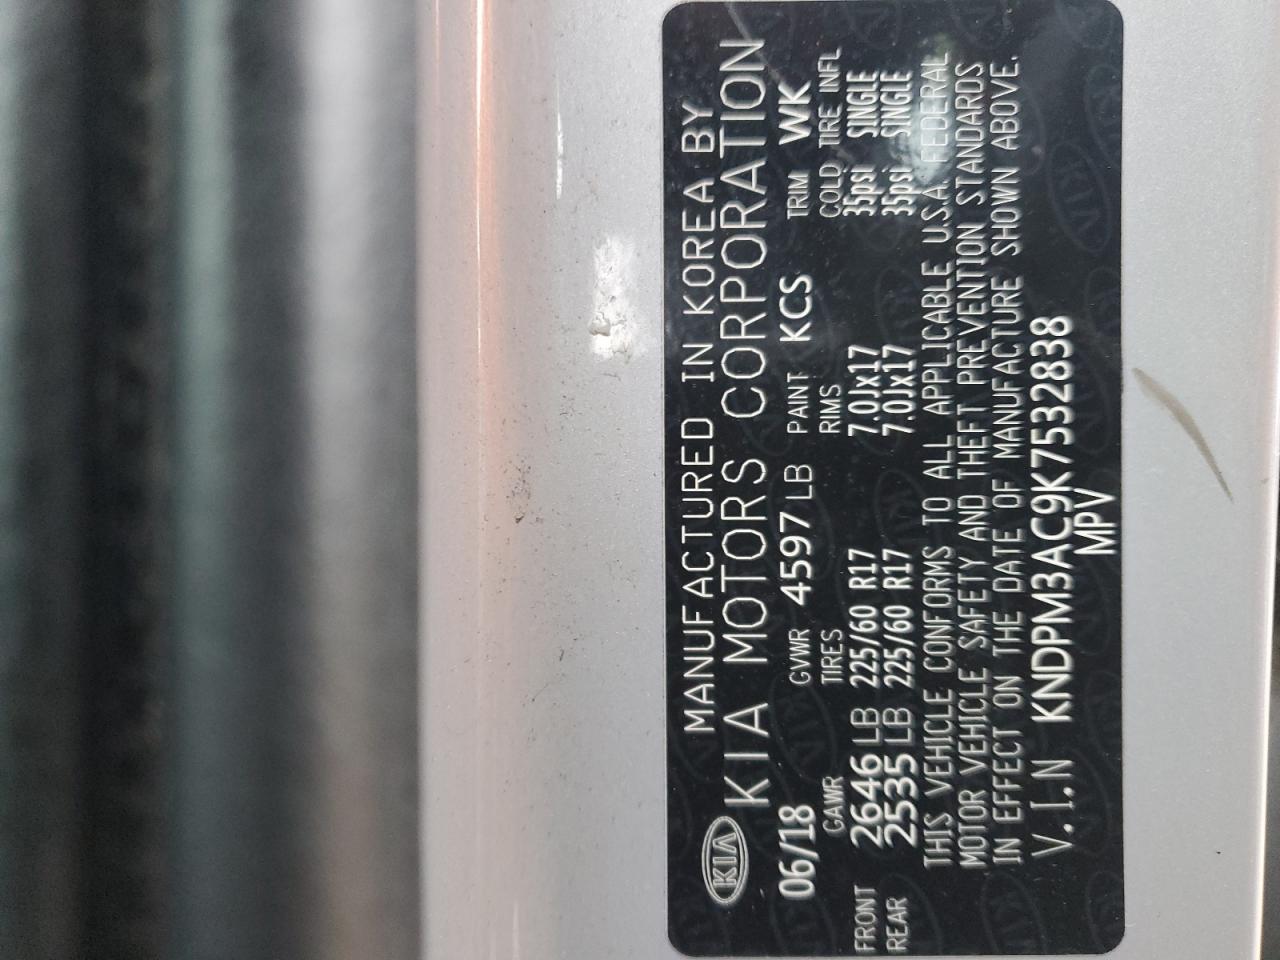 KIA
MANUFACTURED IN KOREA BY
KIA MOTORS CORPORATION
06/18 GVWR 4597 LB PAINT KCS TRIM WK
GAWR TIRES RIMS COLD TIRE INFL
FRONT 2646 LB 225/60 R17 7.0Jx17 35psi SINGLE
REAR 2535 LB 225/60 R17 7.0Jx17 35psi SINGLE
THIS VEHICLE CONFORMS TO ALL APPLICABLE U.S.A. FEDERAL
MOTOR VEHICLE SAFETY AND THEFT PREVENTION STANDARDS
IN EFFECT ON THE DATE OF MANUFACTURE SHOWN ABOVE.
V.I.N KNDPM3AC9K7532838
MPV